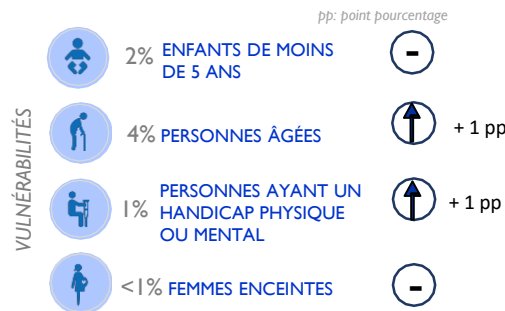 pp: point pourcentage
VULNÉRABILITÉS
2% ENFANTS DE MOINS
DE 5 ANS
-
4% PERSONNES ÂGÉES
+ 1 pp
1% PERSONNES AYANT UN
HANDICAP PHYSIQUE
OU MENTAL
+ 1 pp
<1% FEMMES ENCEINTES
-